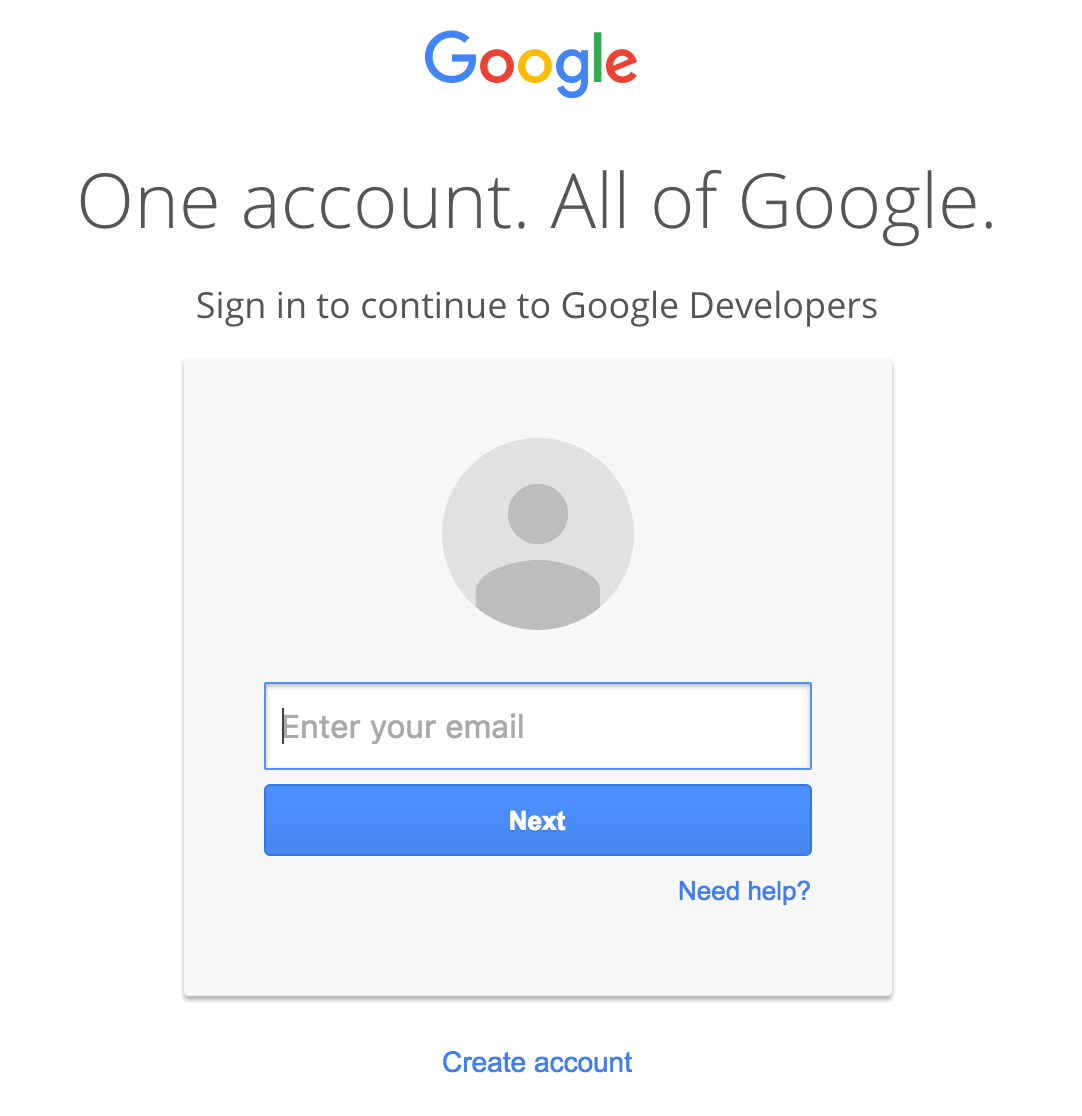 Google
One account. All of Google.
Sign in to continue to Google Developers
Enter your email
Next
Need help?
Create account